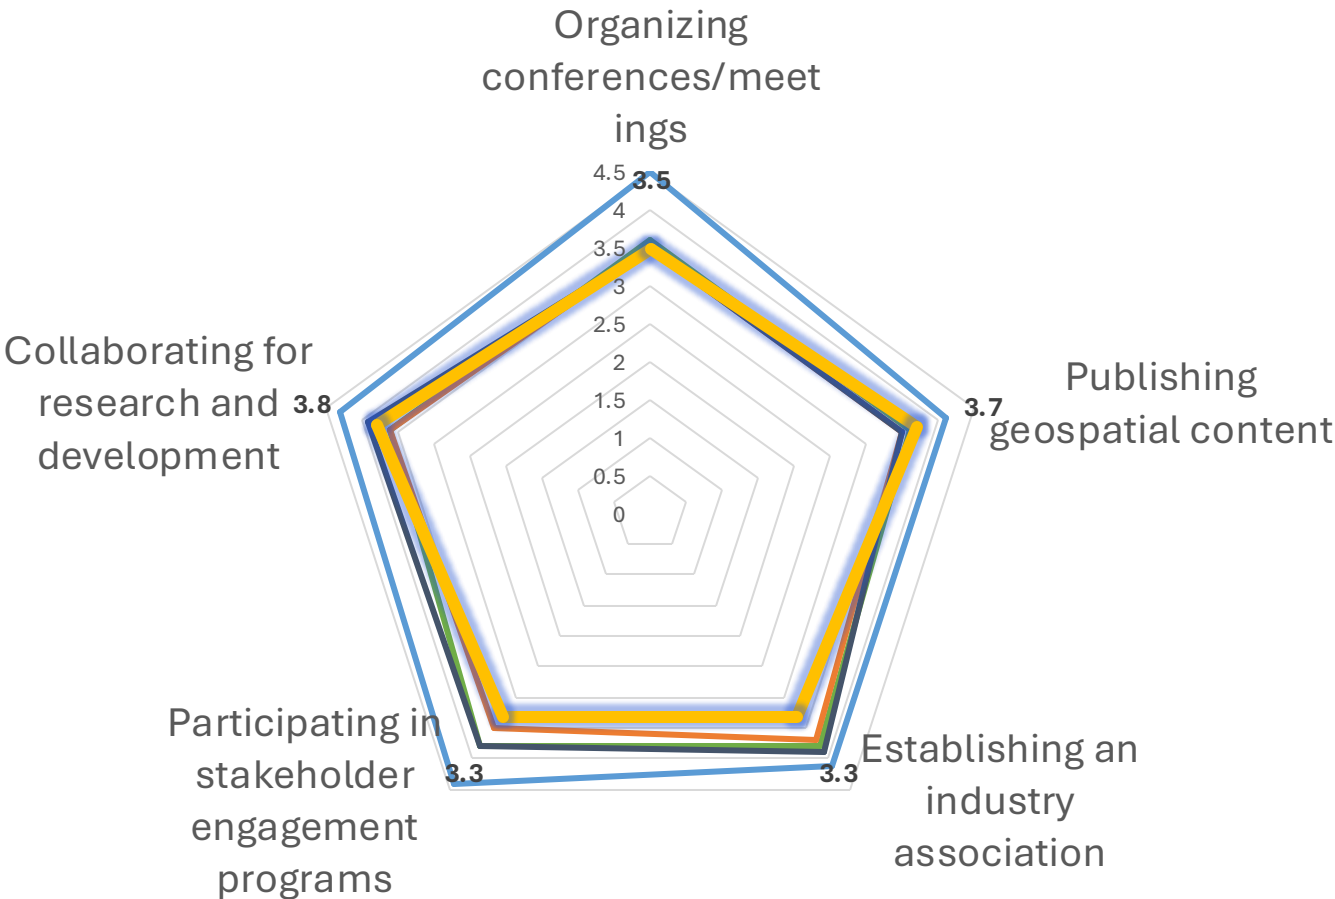 Organizing
conferences/meet
ings
4.5
3.5
4
3.5
3
2.5
2
1.5
1
0.5
0
Collaborating for
research and
development
3.8
3.7
Publishing
geospatial content
Participating in
stakeholder
engagement
programs
3.3
3.3
Establishing an
industry
association